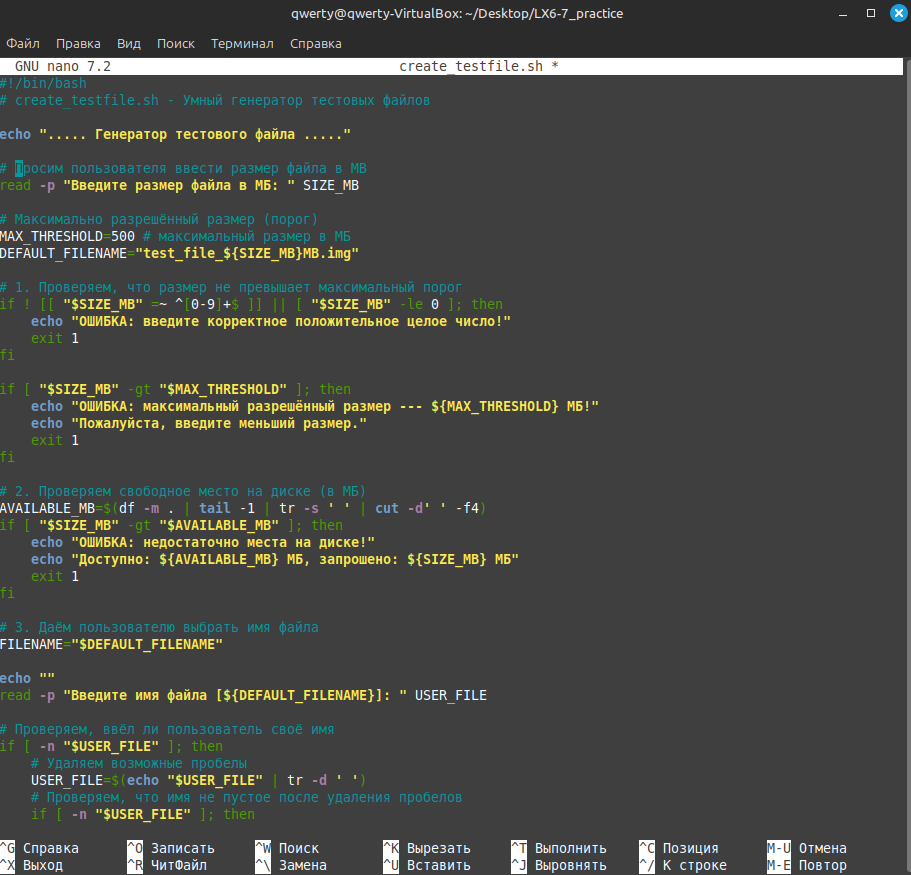 qwerty@qwerty-VirtualBox: ~/Desktop/LX6-7_practice
Файл Правка Вид Поиск Терминал Справка
GNU nano 7.2 create_testfile.sh *
#!/bin/bash
# create_testfile.sh - Умный генератор тестовых файлов

echo "..... Генератор тестового файла ....."

# Просим пользователя ввести размер файла в МВ
read -p "Введите размер файла в МБ: " SIZE_MB

# Максимально разрешённый размер (порог)
MAX_THRESHOLD=500 # максимальный размер в МБ
DEFAULT_FILENAME="test_file_${SIZE_MB}MB.img"

# 1. Проверяем, что размер не превышает максимальный порог
if ! [[ "$SIZE_MB" =~ ^[0-9]+$ ]] || [ "$SIZE_MB" -le 0 ]; then
    echo "ОШИБКА: введите корректное положительное целое число!"
    exit 1
fi

if [ "$SIZE_MB" -gt "$MAX_THRESHOLD" ]; then
    echo "ОШИБКА: максимальный разрешённый размер --- ${MAX_THRESHOLD} МБ!"
    echo "Пожалуйста, введите меньший размер."
    exit 1
fi

# 2. Проверяем свободное место на диске (в МБ)
AVAILABLE_MB=$(df -m . | tail -1 | tr -s ' ' | cut -d' ' -f4)
if [ "$SIZE_MB" -gt "$AVAILABLE_MB" ]; then
    echo "ОШИБКА: недостаточно места на диске!"
    echo "Доступно: ${AVAILABLE_MB} МБ, запрошено: ${SIZE_MB} МБ"
    exit 1
fi

# 3. Даём пользователю выбрать имя файла
FILENAME="$DEFAULT_FILENAME"

echo ""
read -p "Введите имя файла [${DEFAULT_FILENAME}]: " USER_FILE

# Проверяем, ввёл ли пользователь своё имя
if [ -n "$USER_FILE" ]; then
    # Удаляем возможные пробелы
    USER_FILE=$(echo "$USER_FILE" | tr -d ' ')
    # Проверяем, что имя не пустое после удаления пробелов
    if [ -n "$USER_FILE" ]; then

^G Справка ^O Записать ^W Поиск ^K Вырезать ^T Выполнить ^C Позиция M-U Отмена
^X Выход ^R ЧитФайл ^\ Замена ^U Вставить ^J Выровнять ^/ К строке M-E Повтор